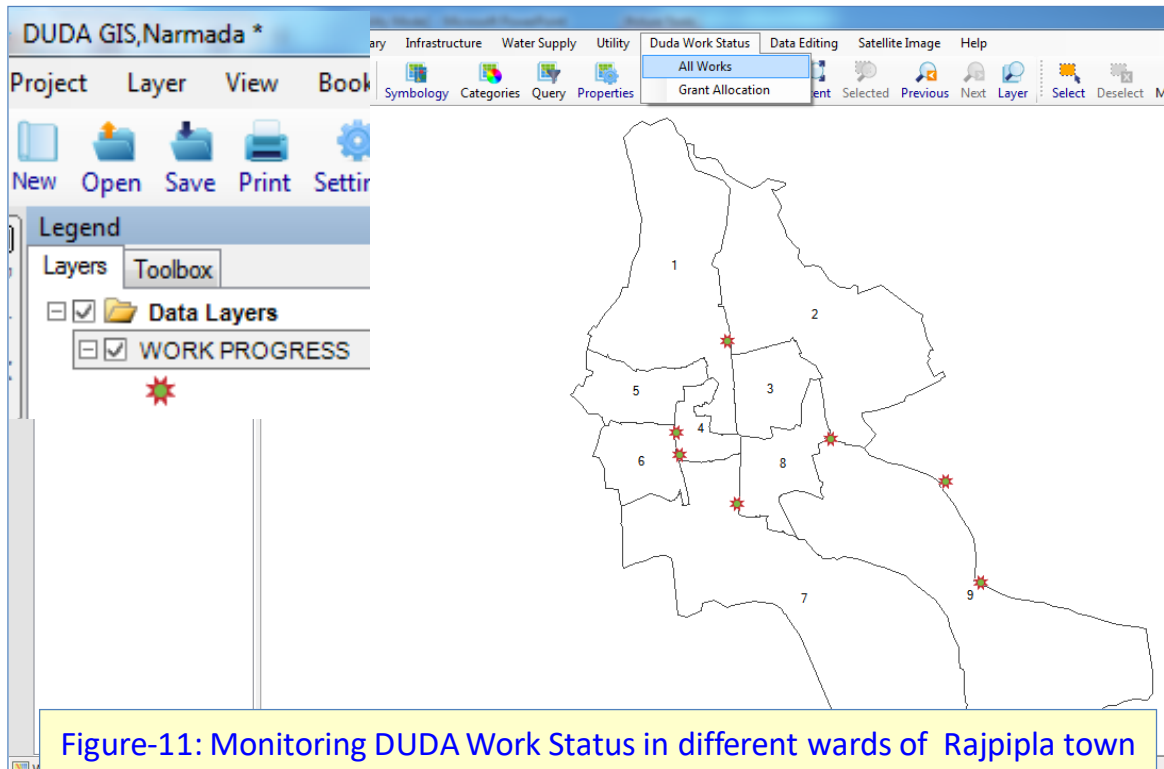 DUDA GIS,Narmada *
Project Layer View Book
New Open Save Print Settin
Legend
Layers Toolbox
Data Layers
WORK PROGRESS
ary Infrastructure Water Supply Utility Duda Work Status Data Editing Satellite Image Help
All Works
Grant Allocation
Symbology Categories Query Properties ent Selected Previous Next Layer Select Deselect M
1
2
3
5
4
6
8
7
9
Figure-11: Monitoring DUDA Work Status in different wards of Rajpipla town